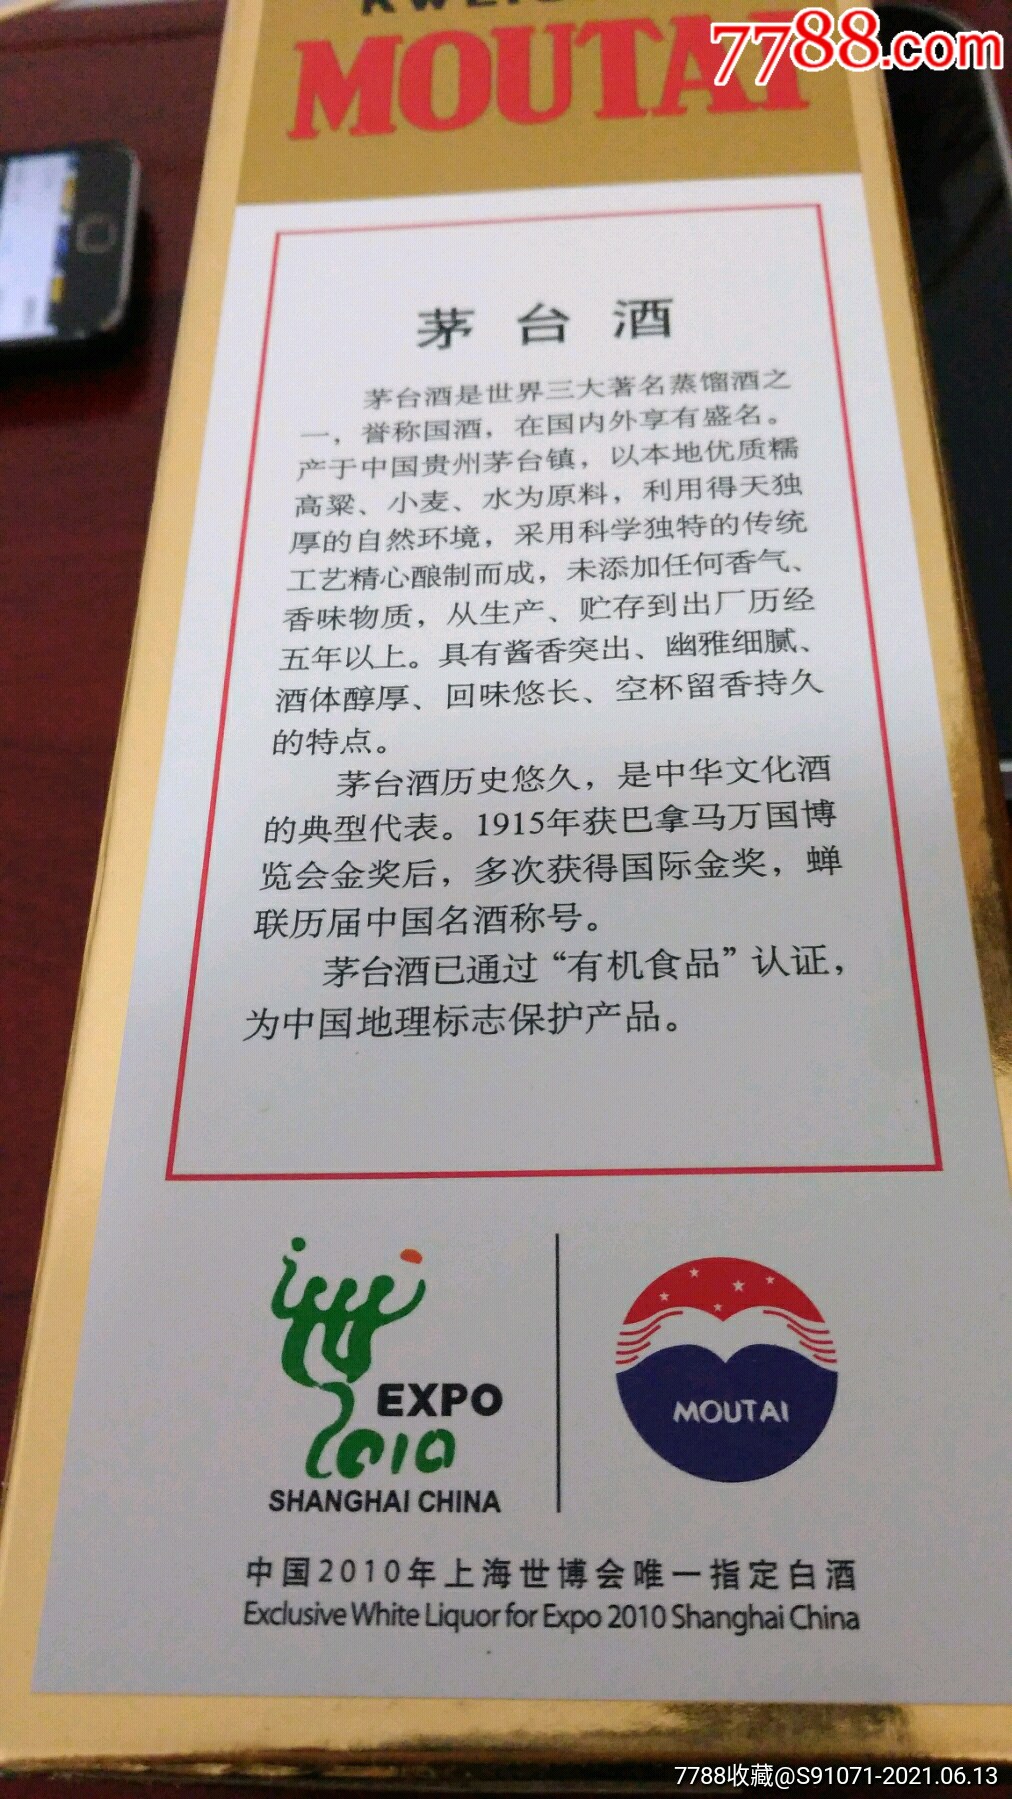 KWEICHOW
7788.com
MOUTAI
茅台酒
茅台酒是世界三大著名蒸馏酒之
一，誉称国酒，在国内外享有盛名。
产于中国贵州茅台镇，以本地优质糯
高粱、小麦、水为原料，利用得天独
厚的自然环境，采用科学独特的传统
工艺精心酿制而成，未添加任何香气、
香味物质，从生产、贮存到出厂历经
五年以上。具有酱香突出、幽雅细腻、
酒体醇厚、回味悠长、空杯留香持久
的特点。
茅台酒历史悠久，是中华文化酒
的典型代表。1915年获巴拿马万国博
览会金奖后，多次获得国际金奖，蝉
联历届中国名酒称号。
茅台酒已通过“有机食品”认证，
为中国地理标志保护产品。
EXPO
2010
SHANGHAI CHINA
MOUTAI
中国2010年上海世博会唯一指定白酒
Exclusive White Liquor for Expo 2010 Shanghai China
7788收藏@S91071-2021.06.13